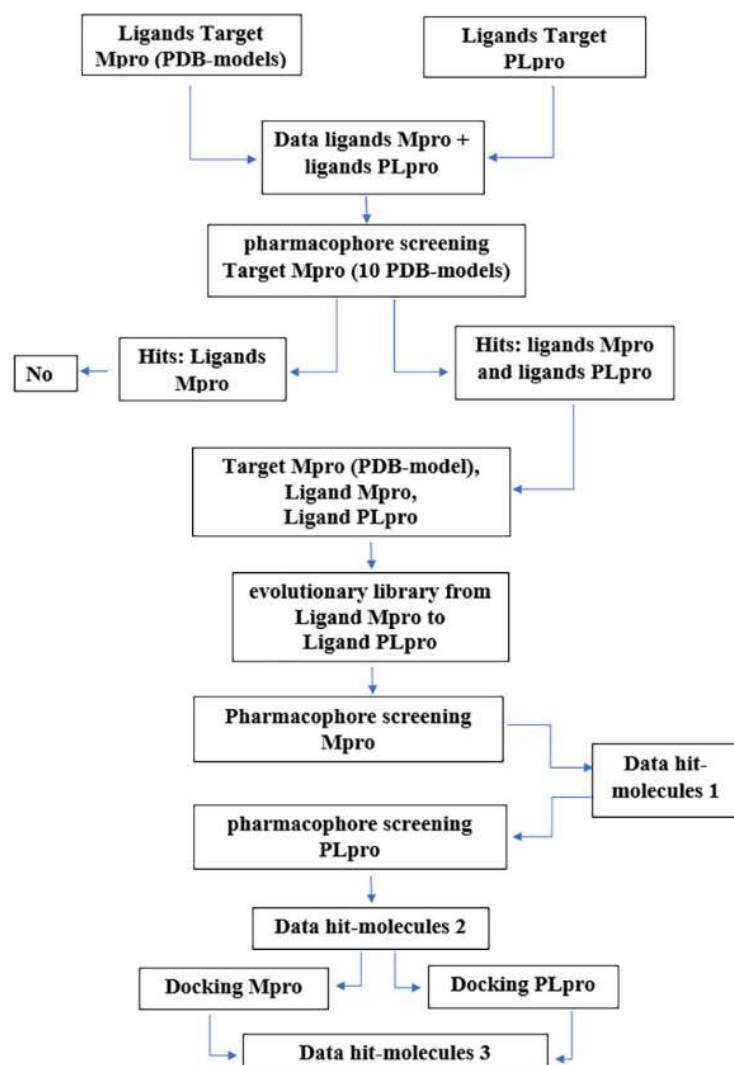 Ligands Target
Mpro (PDB-models)
Ligands Target
PLpro
Data ligands Mpro +
ligands PLpro
pharmacophore screening
Target Mpro (10 PDB-models)
No
Hits: Ligands
Mpro
Hits: ligands Mpro
and ligands PLpro
Target Mpro (PDB-model),
Ligand Mpro,
Ligand PLpro
evolutionary library from
Ligand Mpro to
Ligand PLpro
Pharmacophore screening
Mpro
Data hit-
molecules 1
pharmacophore screening
PLpro
Data hit-molecules 2
Docking Mpro
Docking PLpro
Data hit-molecules 3